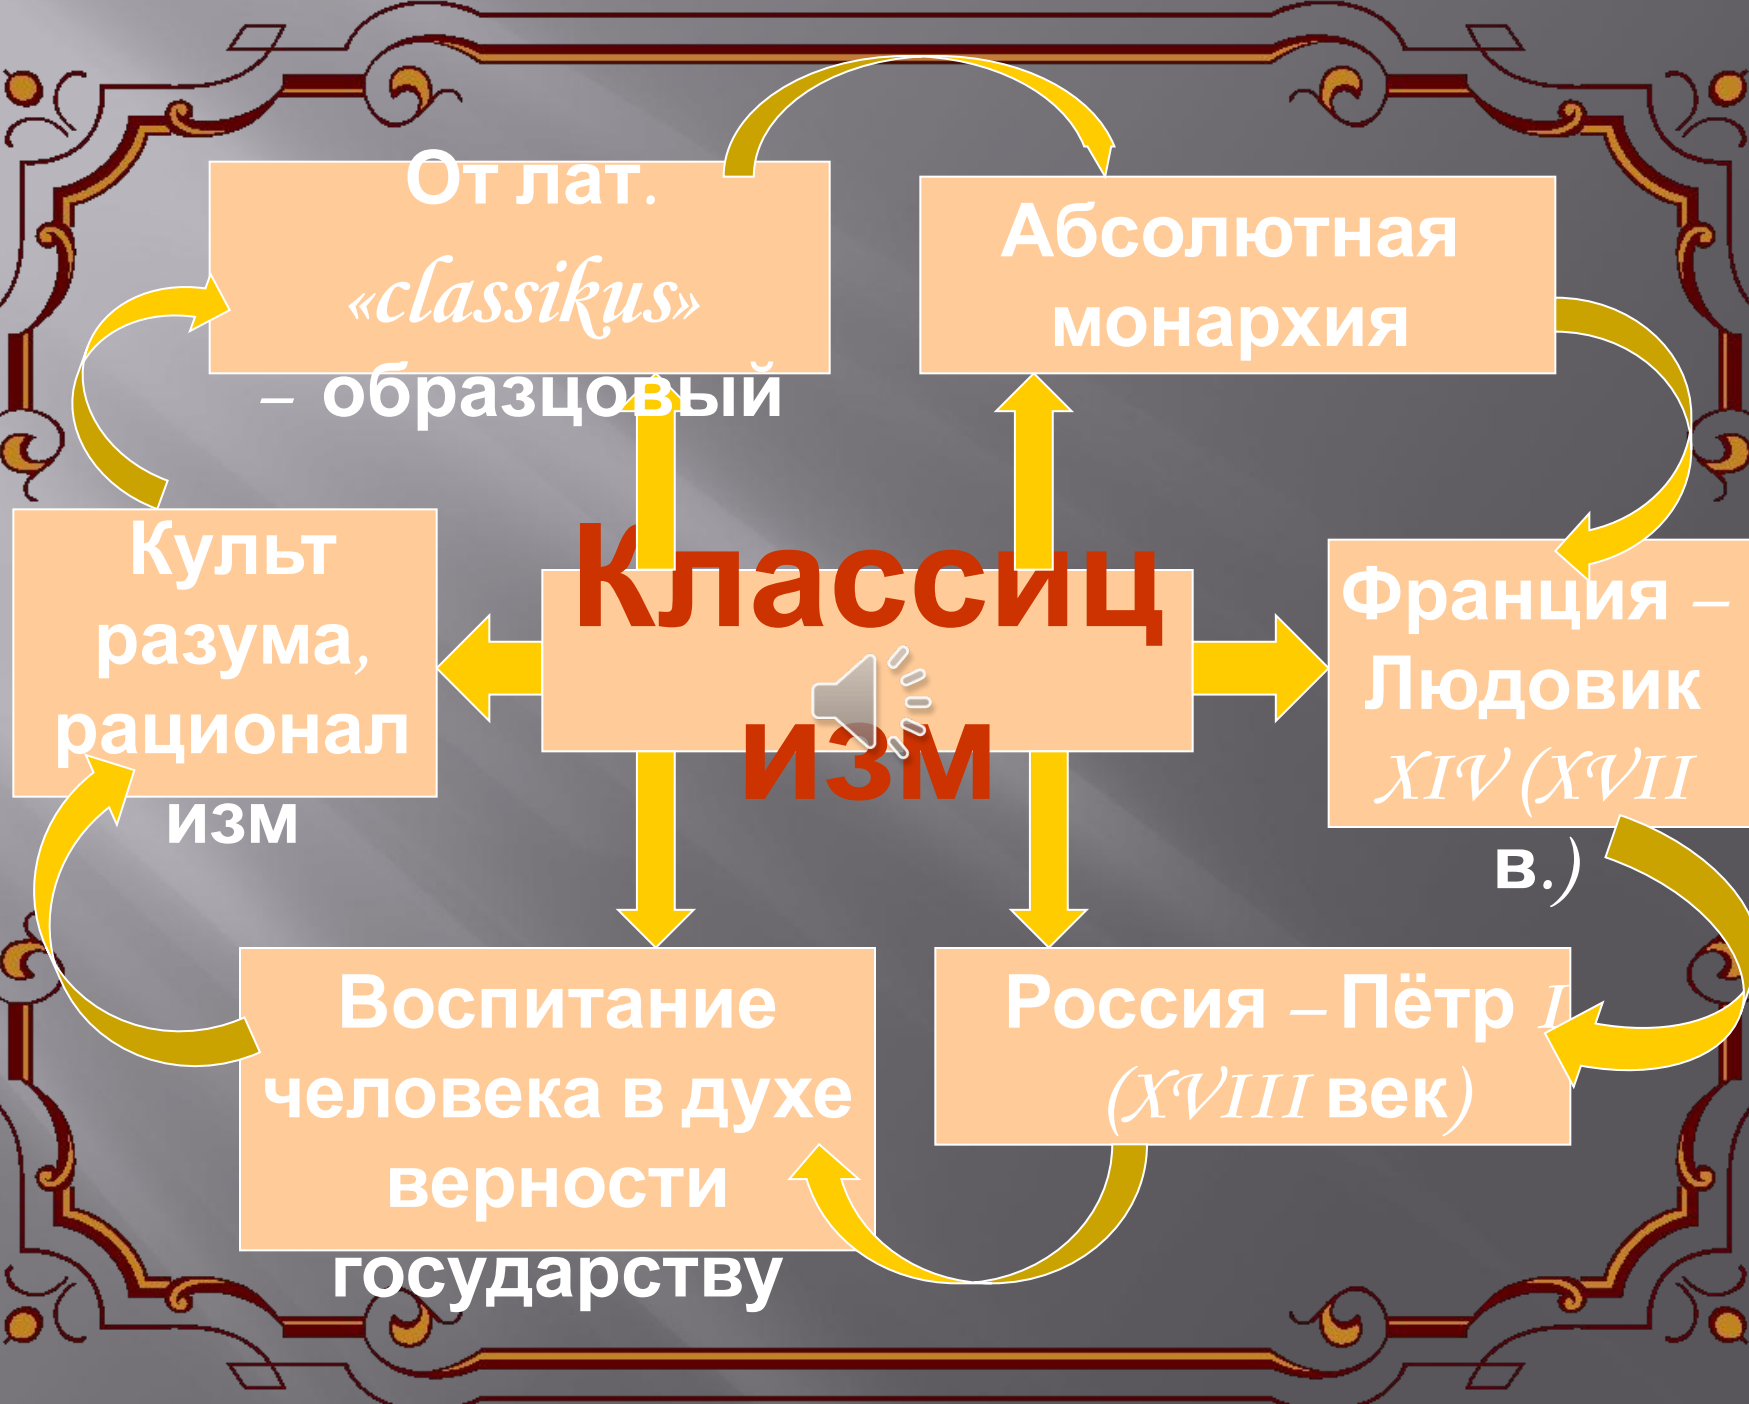 От лат.
«classikus»
– образцовый
Абсолютная
монархия
Культ
разума,
рационал
изм
Классиц
изм
Франция –
Людовик
XIV (XVII
в.)
Воспитание
человека в духе
верности
государству
Россия – Пётр I
(XVIII век)